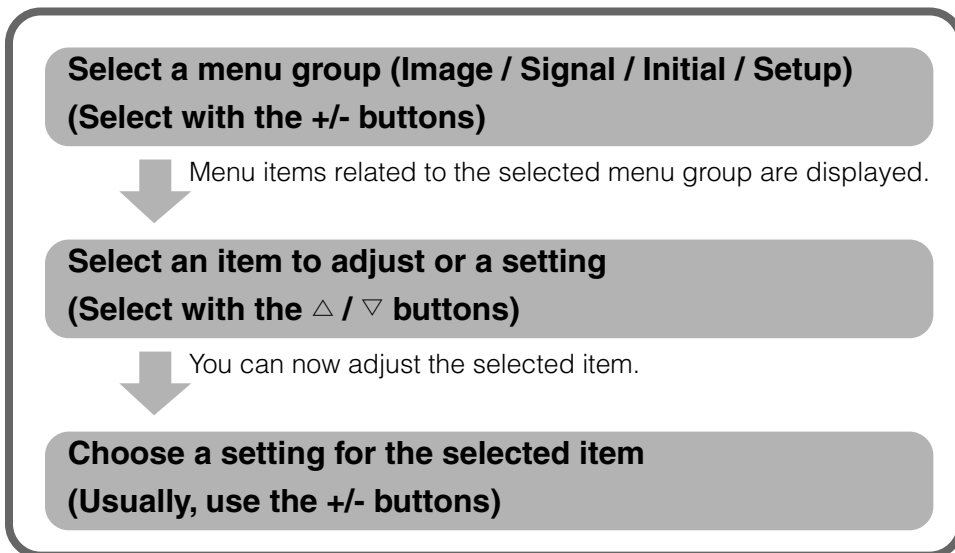 Select a menu group (Image / Signal / Initial / Setup)
(Select with the +/- buttons)
Menu items related to the selected menu group are displayed.
Select an item to adjust or a setting
(Select with the △ / ▽ buttons)
You can now adjust the selected item.
Choose a setting for the selected item
(Usually, use the +/- buttons)